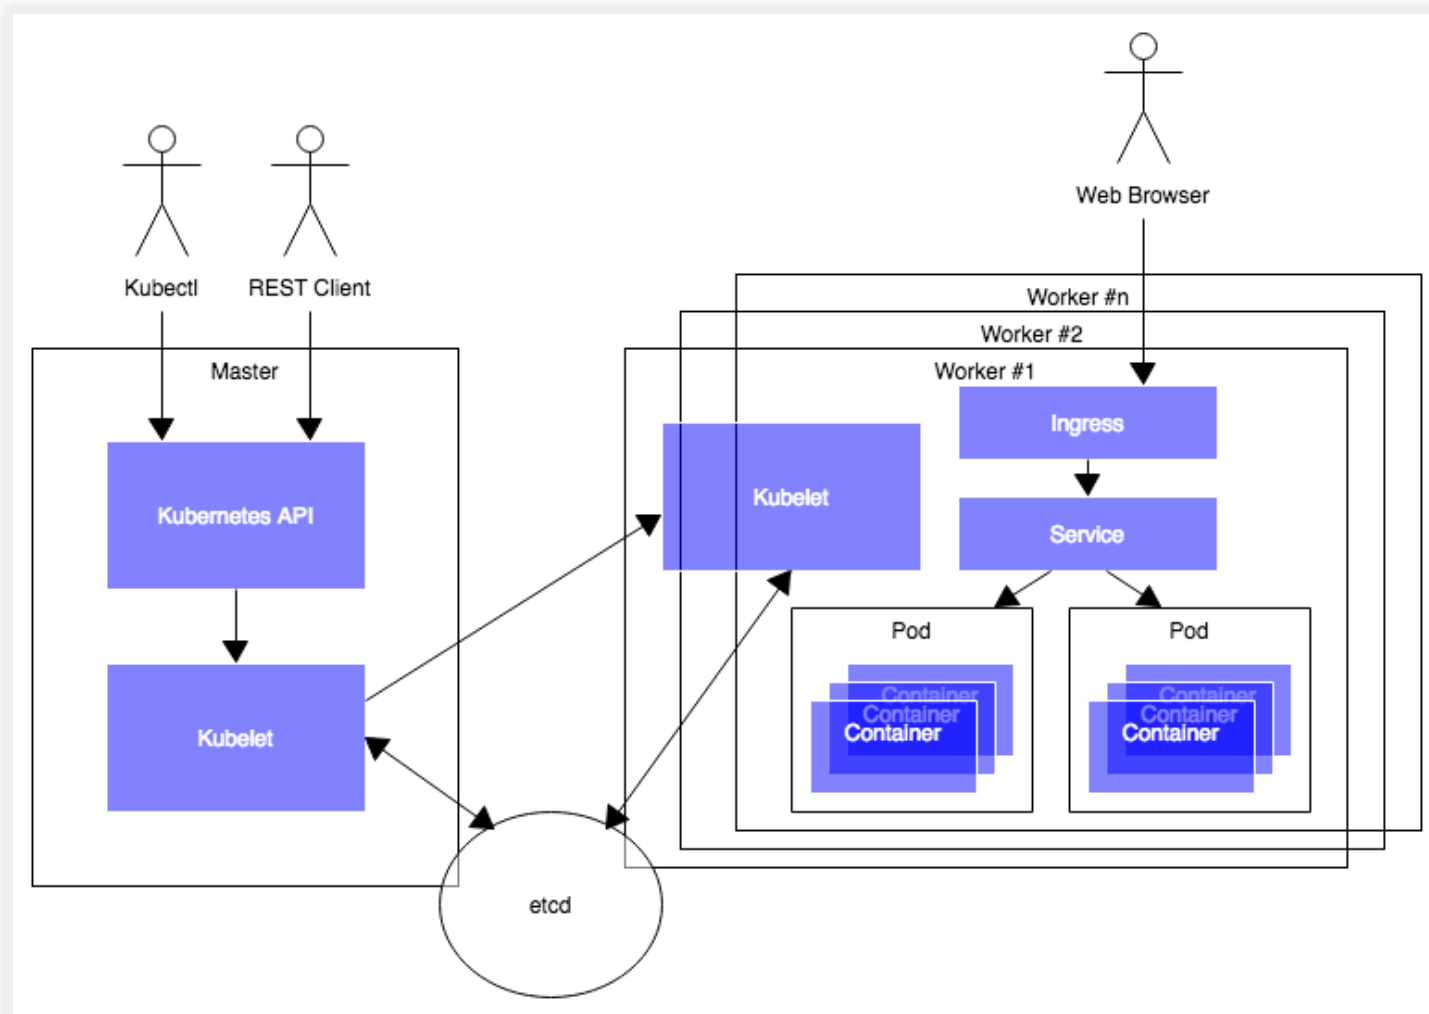 Web Browser
Kubectl
REST Client
Worker #n
Worker #2
Worker #1
Master
Ingress
Kubernetes API
Kubelet
Service
Pod
Pod
Container
Container
Container
Container
Container
Container
Kubelet
etcd